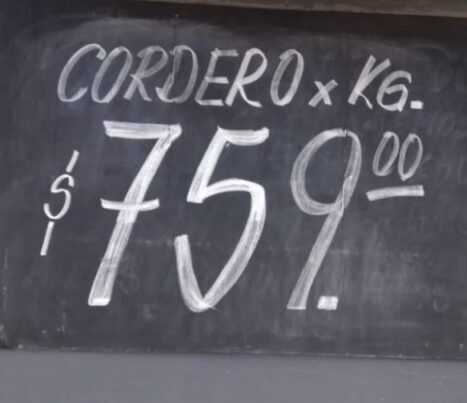 CORDERO x KG.
$ 759.00